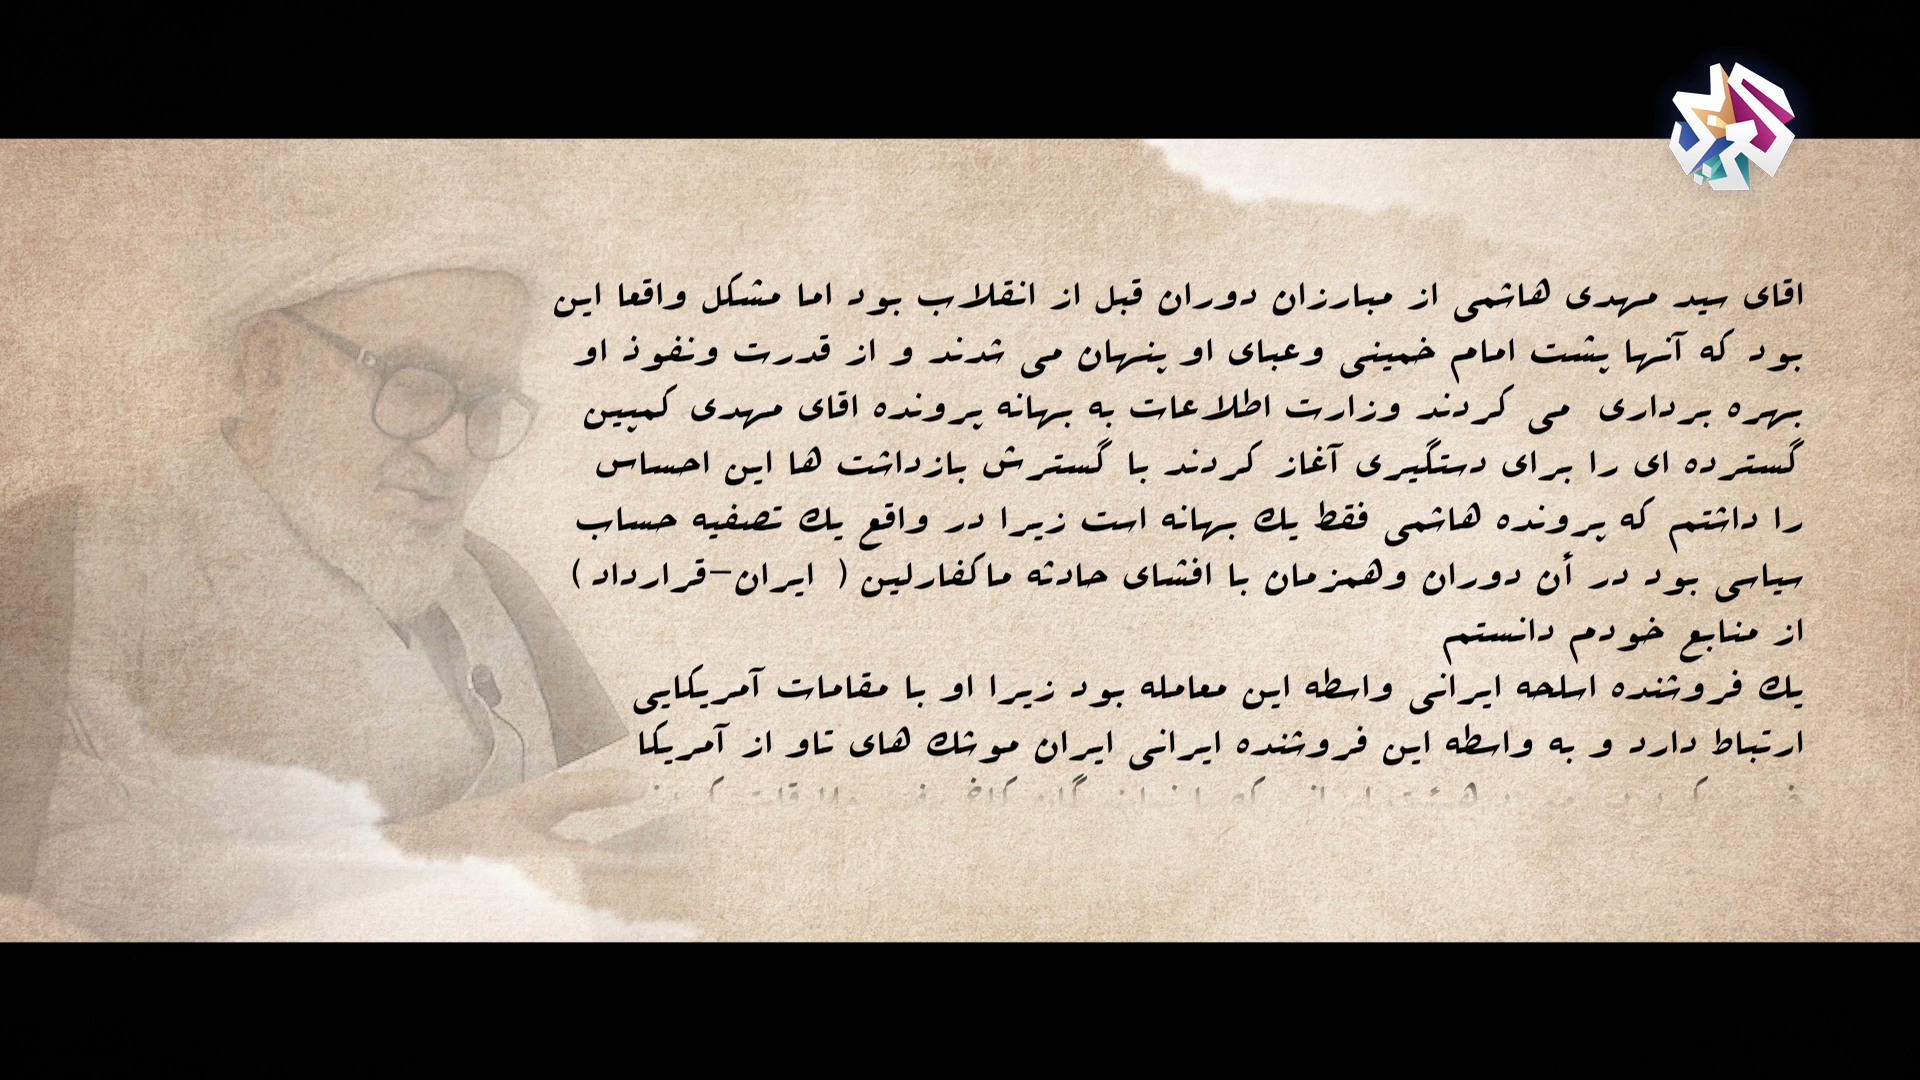 اقای سید مهدی هاشمی از مبارزان دوران قبل از انقلاب بود اما مشکل واقعا این
بود که آنها پشت امام خمینی وعبای او پنهان می شدند و از قدرت ونفوذ او
بهره برداری می کردند وزارت اطلاعات به بهانه پرونده اقای مهدی کمپین
گسترده ای را برای دستگیری آغاز کردند با گسترش بازداشت ها این احساس
را داشتم که پرونده هاشمی فقط یك بهانه است زیرا در واقع یك تصفیه حساب
سیاسی بود در أن دوران وهمزمان با افشای حادثه ماکفارلین ( ایران-قرارداد )
از منابع خودم دانستم
یك فروشنده اسلحه ایرانی واسطه این معامله بود زیرا او با مقامات آمریکایی
ارتباط دارد و به واسطه این فروشنده ایرانی ایران موشك های تاو از آمریکا